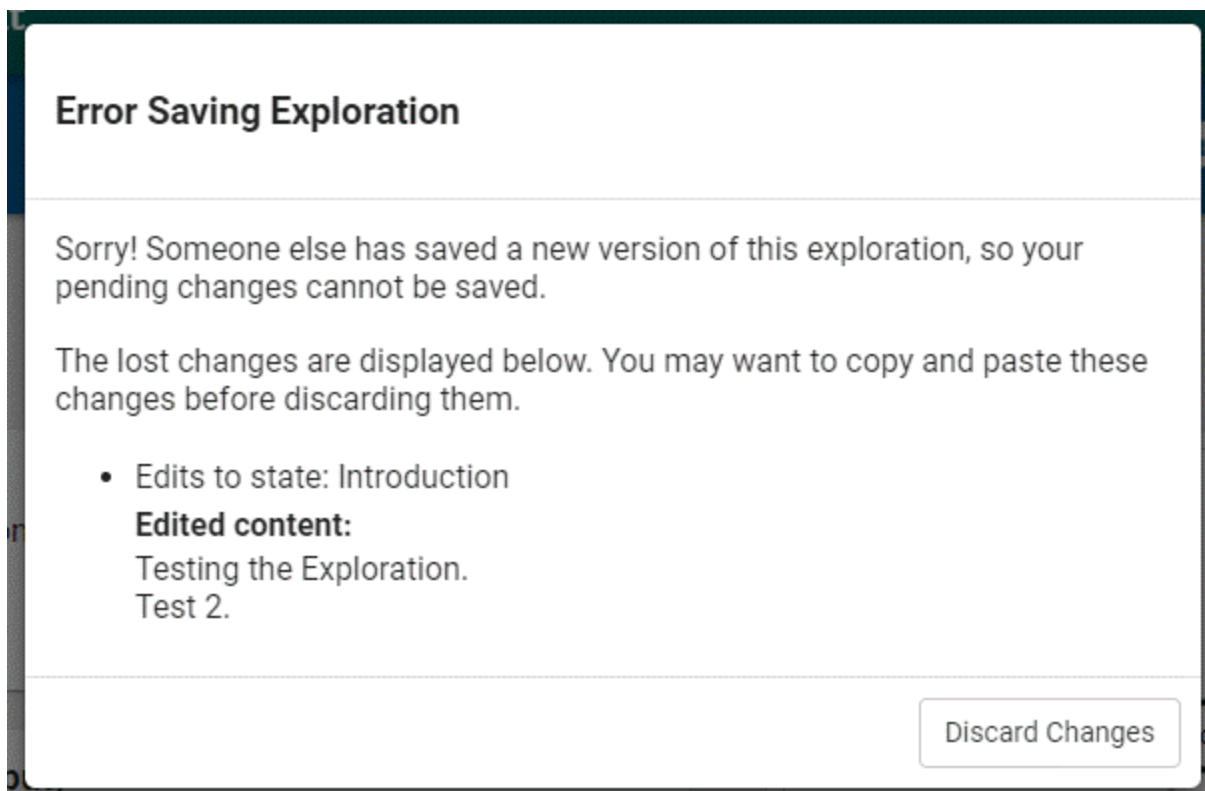 Error Saving Exploration
Sorry! Someone else has saved a new version of this exploration, so your
pending changes cannot be saved.
The lost changes are displayed below. You may want to copy and paste these
changes before discarding them.
• Edits to state: Introduction
Edited content:
Testing the Exploration.
Test 2.
Discard Changes